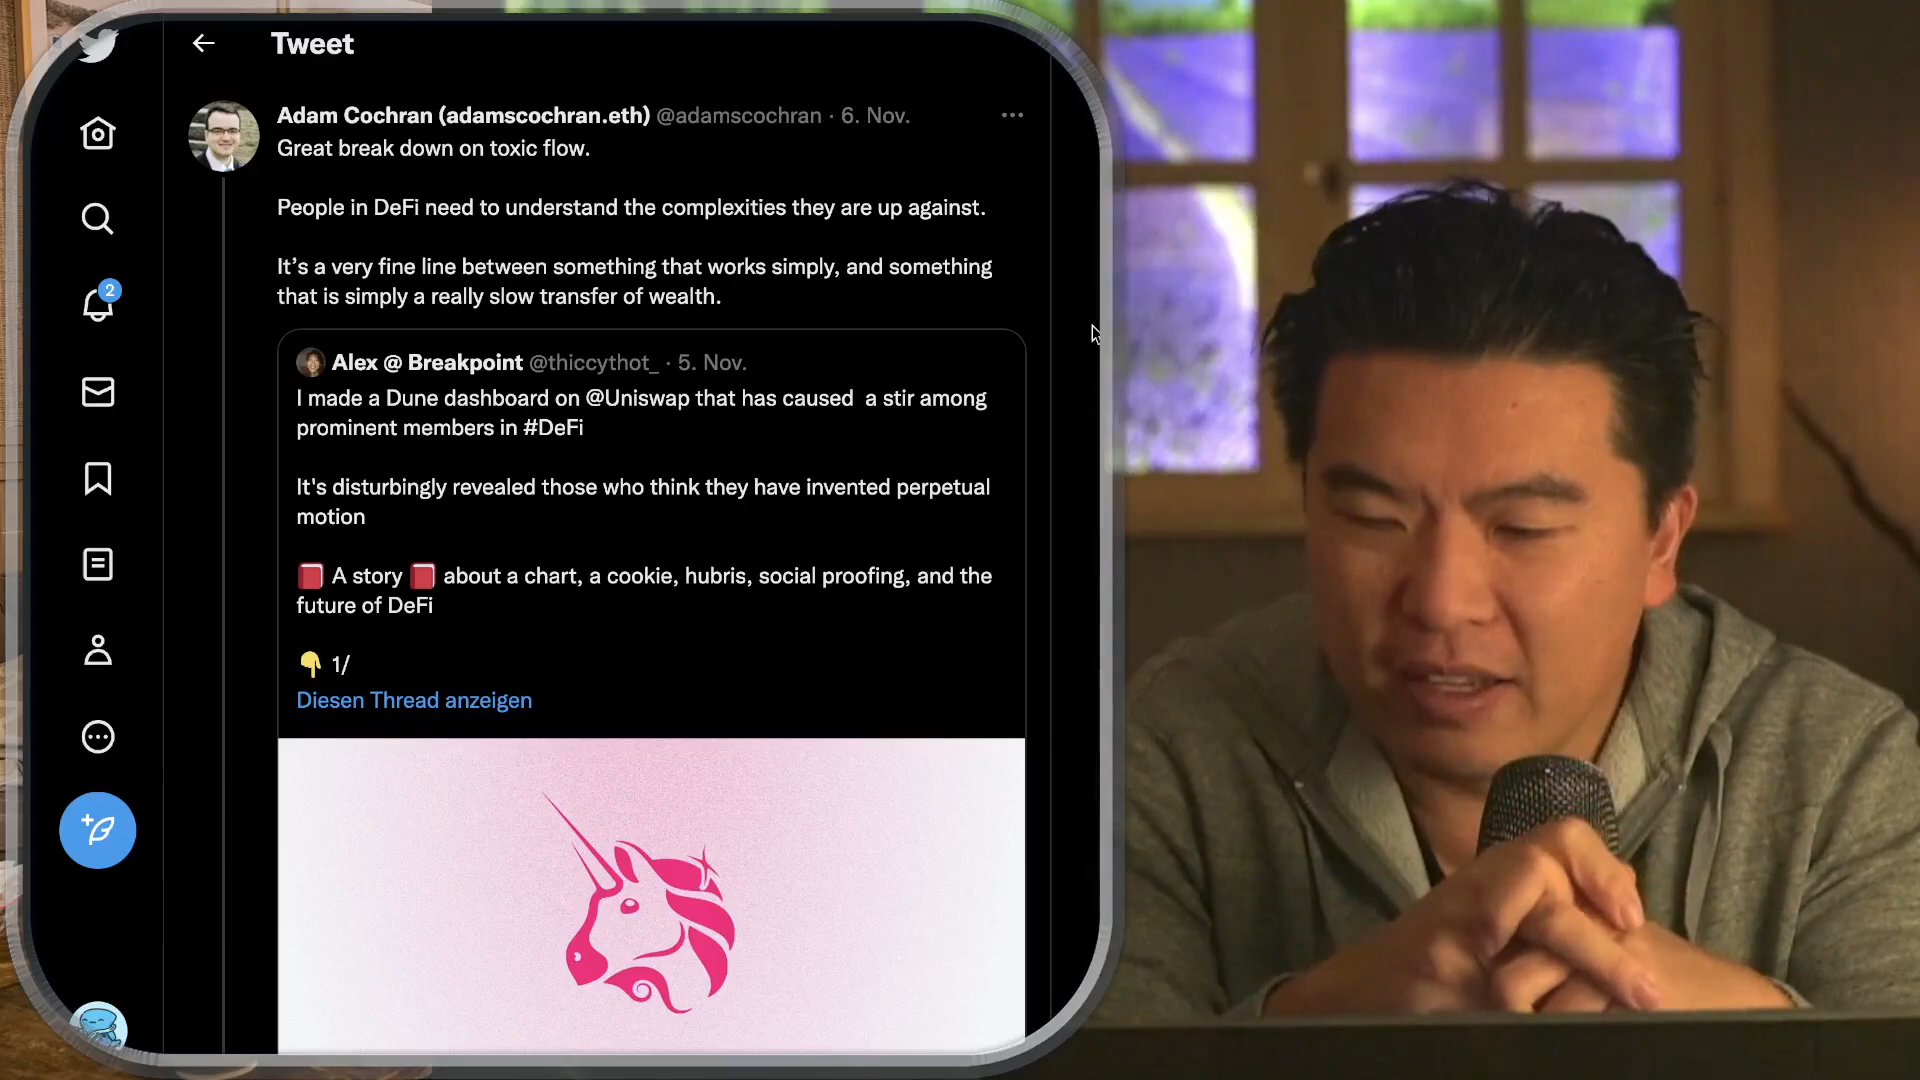 Tweet
Adam Cochran (adamscochran.eth) @adamscochran · 6. Nov.
Great break down on toxic flow.
People in DeFi need to understand the complexities they are up against.
It's a very fine line between something that works simply, and something
that is simply a really slow transfer of wealth.
2
Alex @ Breakpoint @thiccythot_ · 5. Nov.
I made a Dune dashboard on @Uniswap that has caused a stir among
prominent members in #DeFi
It's disturbingly revealed those who think they have invented perpetual
motion
📕 A story 📕 about a chart, a cookie, hubris, social proofing, and the
future of DeFi
👇 1/
Diesen Thread anzeigen